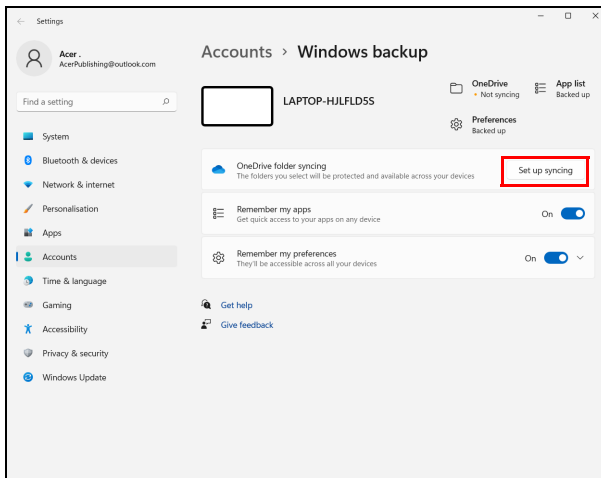 Settings
Acer .
AcerPublishing@outlook.com
Find a setting
System
Bluetooth & devices
Network & internet
Personalisation
Apps
Accounts
Time & language
Gaming
Accessibility
Privacy & security
Windows Update
Accounts > Windows backup
LAPTOP-HJLFLD5S
OneDrive
• Not syncing
App list
Backed up
Preferences
Backed up
OneDrive folder syncing
The folders you select will be protected and available across your devices
Set up syncing
Remember my apps
Get quick access to your apps on any device
On
Remember my preferences
They'll be accessible across all your devices
On
Get help
Give feedback